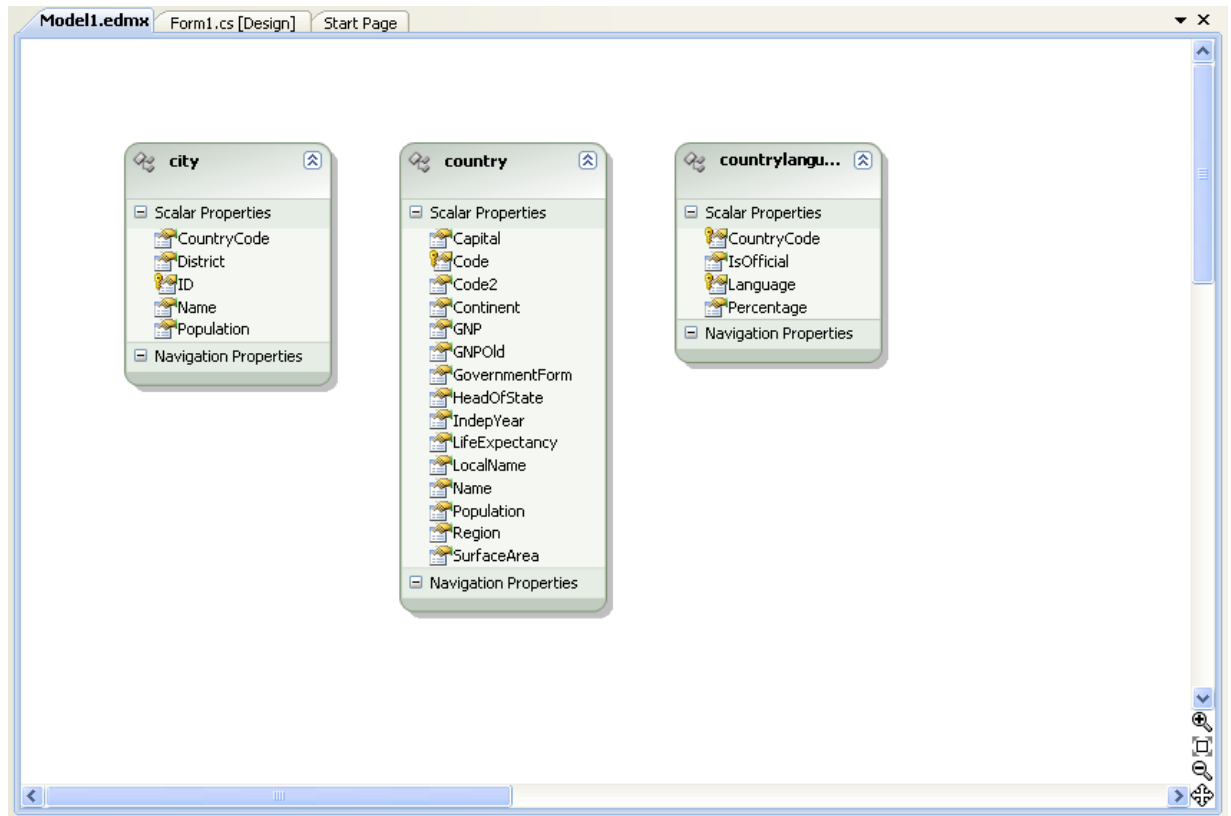 Model1.edmx
Form1.cs [Design]
Start Page
city
Scalar Properties
CountryCode
District
ID
Name
Population
Navigation Properties
country
Scalar Properties
Capital
Code
Code2
Continent
GNP
GNPOld
GovernmentForm
HeadOfState
IndepYear
LifeExpectancy
LocalName
Name
Population
Region
SurfaceArea
Navigation Properties
countrylangu...
Scalar Properties
CountryCode
IsOfficial
Language
Percentage
Navigation Properties